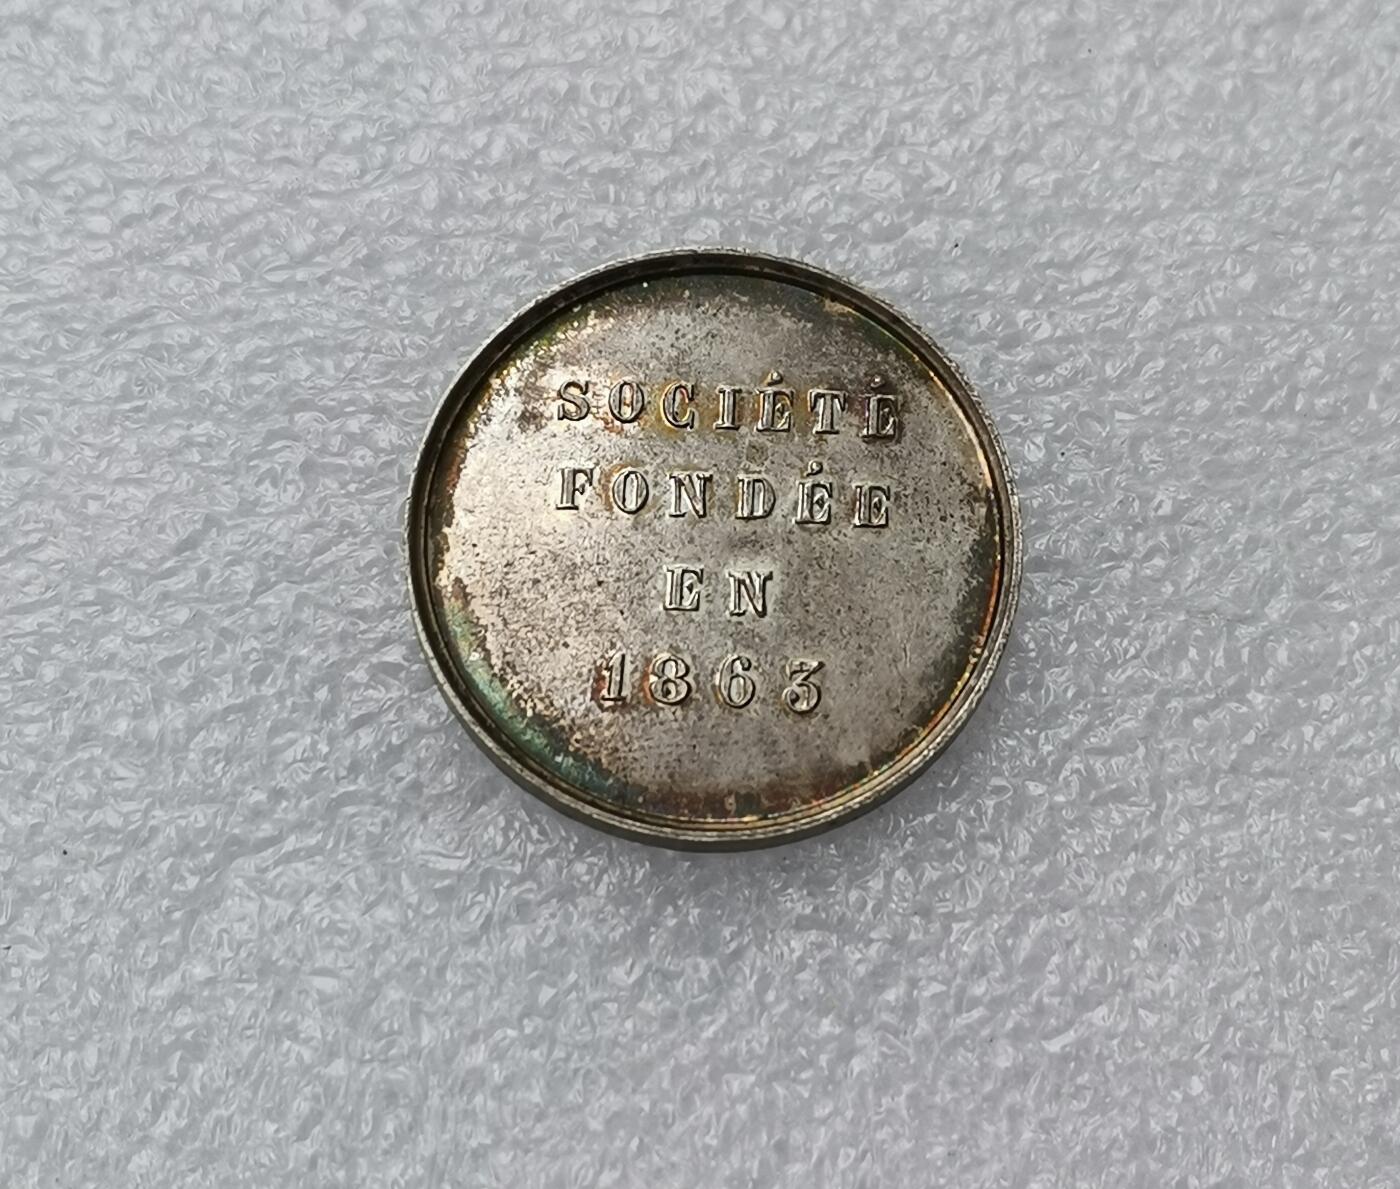 SOCIÉTÉ
FONDÉE
EN
1863